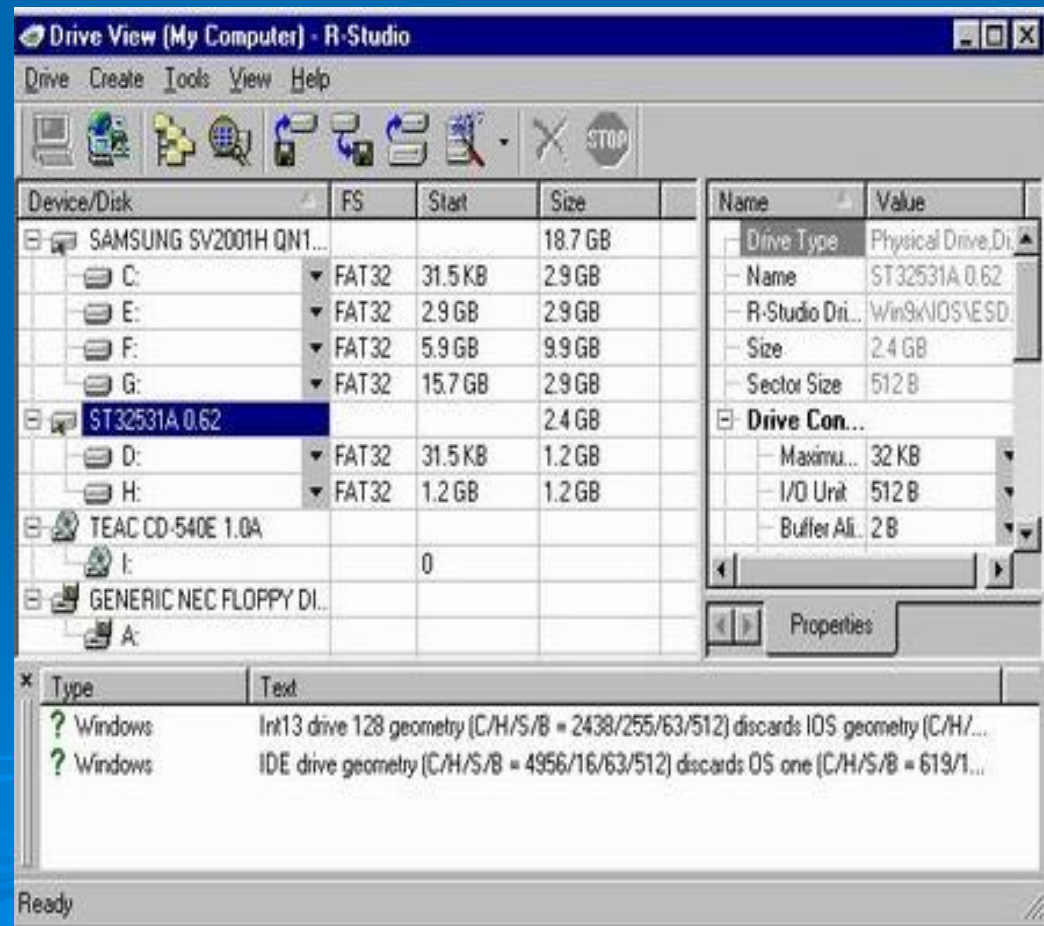 Drive View (My Computer) - R-Studio
Drive Create Tools View Help
STOP
Device/Disk FS Start Size
SAMSUNG SV2001H QN1... 18.7 GB
C: FAT32 31.5 KB 2.9 GB
E: FAT32 2.9 GB 2.9 GB
F: FAT32 5.9 GB 9.9 GB
G: FAT32 15.7 GB 2.9 GB
ST32531A 0.62 2.4 GB
D: FAT32 31.5 KB 1.2 GB
H: FAT32 1.2 GB 1.2 GB
TEAC CD-540E 1.0A
I: 0
GENERIC NEC FLOPPY DI...
A:
Name Value
Drive Type Physical Drive,Di
Name ST32531A 0.62
R-Studio Dri... Win9x\IOS\ESD.
Size 2.4 GB
Sector Size 512 B
Drive Con...
Maximu... 32 KB
I/O Unit 512 B
Buffer Ali.. 2 B
Properties
Type Text
? Windows Int13 drive 128 geometry (C/H/S/B = 2438/255/63/512) discards IOS geometry (C/H/...
? Windows IDE drive geometry (C/H/S/B = 4956/16/63/512) discards OS one (C/H/S/B = 619/1...
Ready